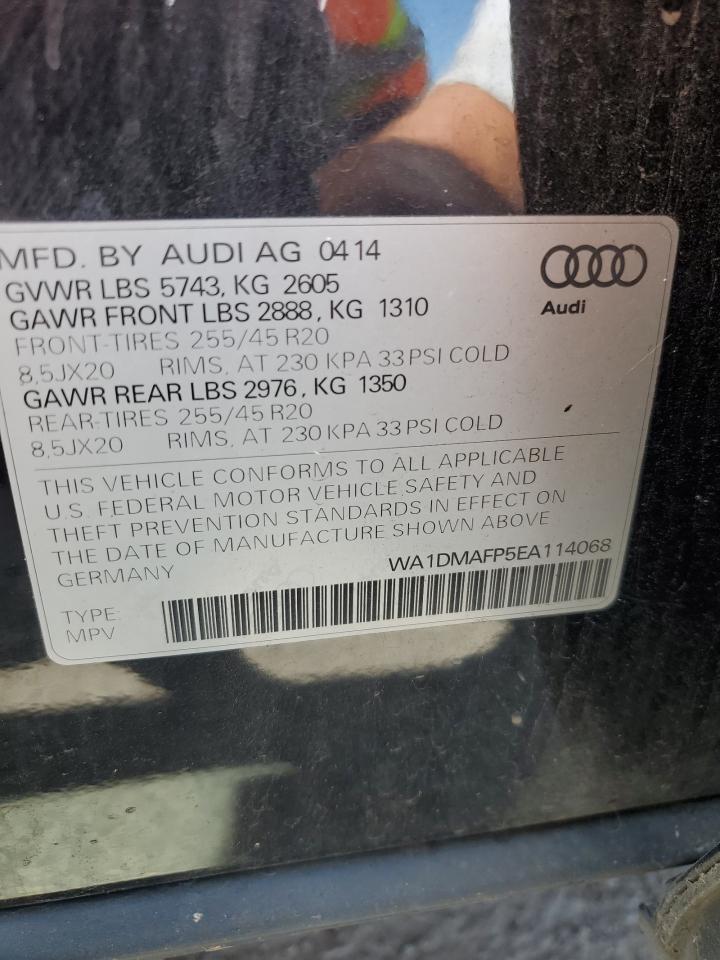 MFD. BY AUDI AG 0414
GVWR LBS 5743, KG 2605
GAWR FRONT LBS 2888, KG 1310
FRONT-TIRES 255/45 R20
8,5JX20 RIMS, AT 230 KPA 33 PSI COLD
GAWR REAR LBS 2976, KG 1350
REAR-TIRES 255/45 R20
8,5JX20 RIMS, AT 230 KPA 33 PSI COLD
Audi
THIS VEHICLE CONFORMS TO ALL APPLICABLE
U.S. FEDERAL MOTOR VEHICLE SAFETY AND
THEFT PREVENTION STANDARDS IN EFFECT ON
THE DATE OF MANUFACTURE SHOWN ABOVE
GERMANY WA1DMAFP5EA114068
TYPE:
MPV